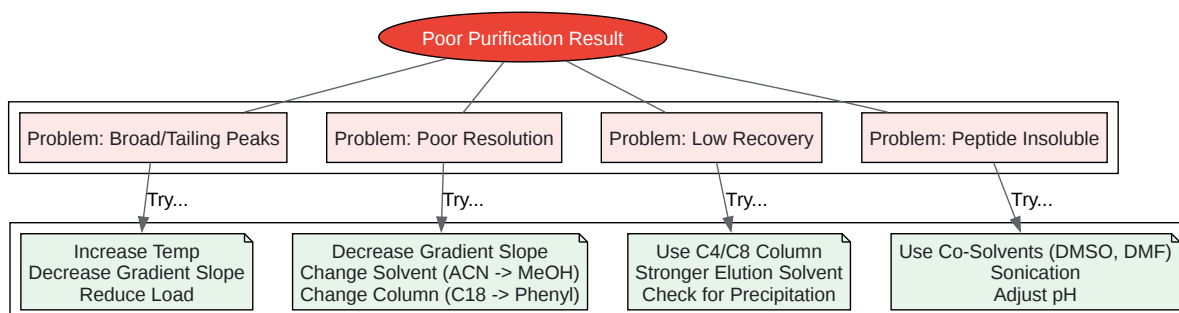 Poor Purification Result
Problem: Broad/Tailing Peaks
Problem: Poor Resolution
Problem: Low Recovery
Problem: Peptide Insoluble
Try...
Try...
Try...
Try...
Increase Temp
Decrease Gradient Slope
Reduce Load
Decrease Gradient Slope
Change Solvent (ACN -> MeOH)
Change Column (C18 -> Phenyl)
Use C4/C8 Column
Stronger Elution Solvent
Check for Precipitation
Use Co-Solvents (DMSO, DMF)
Sonication
Adjust pH